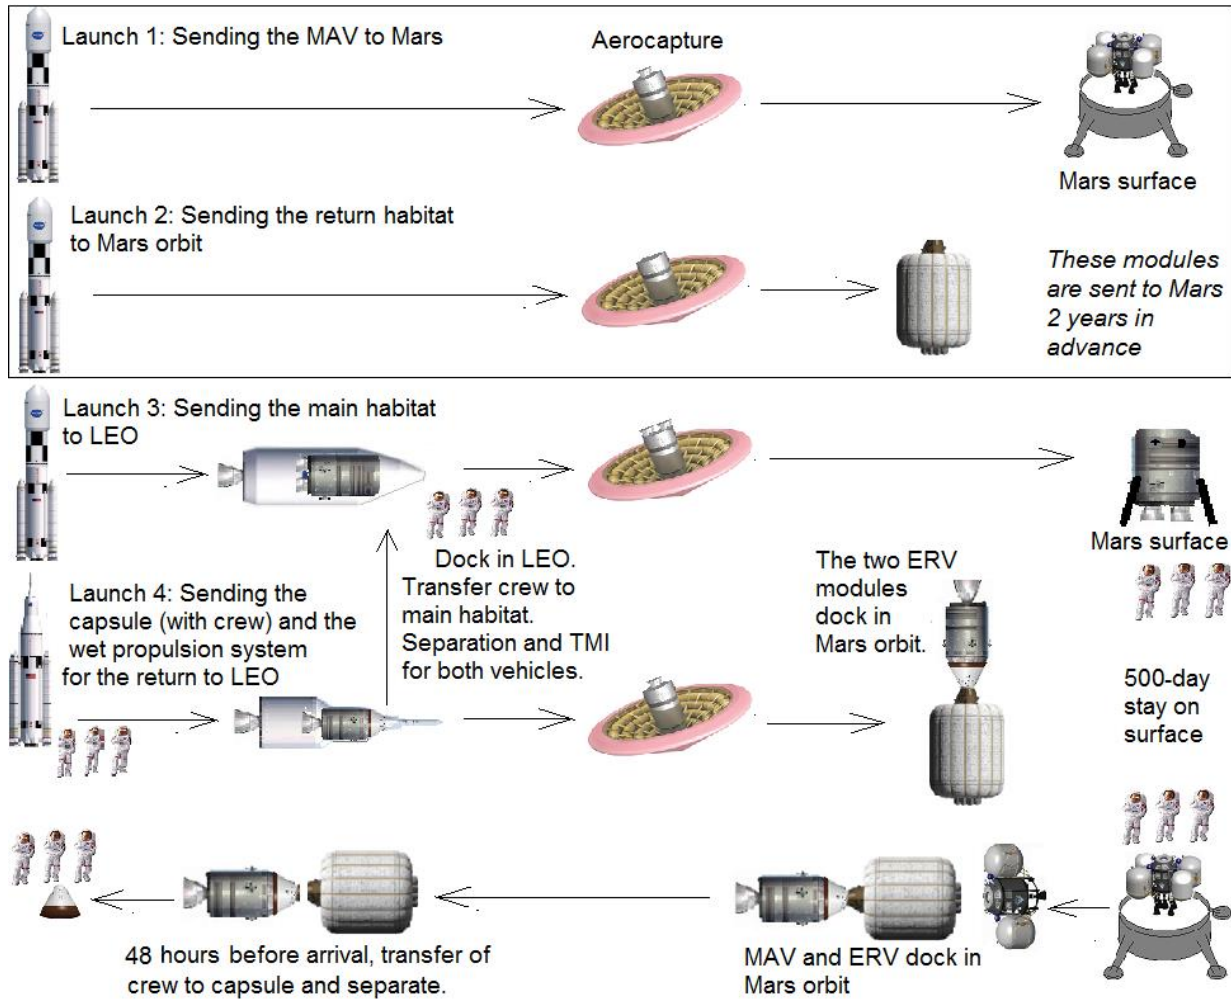 Launch 1: Sending the MAV to Mars
Aerocapture
Mars surface
Launch 2: Sending the return habitat
to Mars orbit
These modules
are sent to Mars
2 years in
advance
Launch 3: Sending the main habitat
to LEO
Mars surface
Dock in LEO.
Transfer crew to
main habitat.
Separation and TMI
for both vehicles.
The two ERV
modules
dock in
Mars orbit.
Launch 4: Sending the
capsule (with crew) and the
wet propulsion system
for the return to LEO
500-day
stay on
surface
48 hours before arrival, transfer of
crew to capsule and separate.
MAV and ERV dock in
Mars orbit